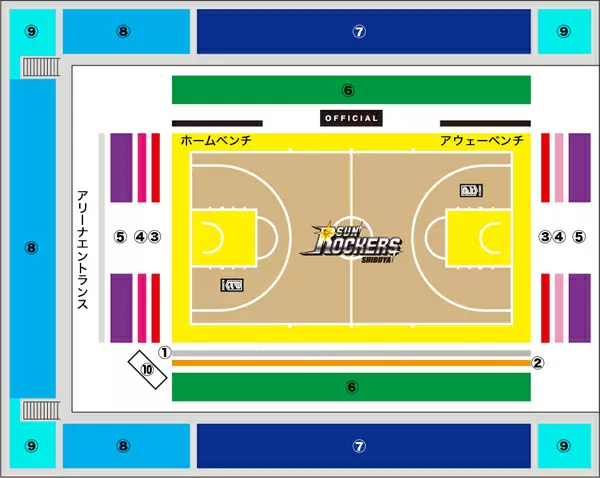 ⑨
⑧
⑦
⑨
⑥
OFFICIAL
ホームベンチ
アウェーベンチ
アリーナエントランス
⑧
⑤
④
③
SUN
ROCKERS
SHIBUYA
③
④
⑤
①
②
⑩
⑥
⑨
⑧
⑦
⑨